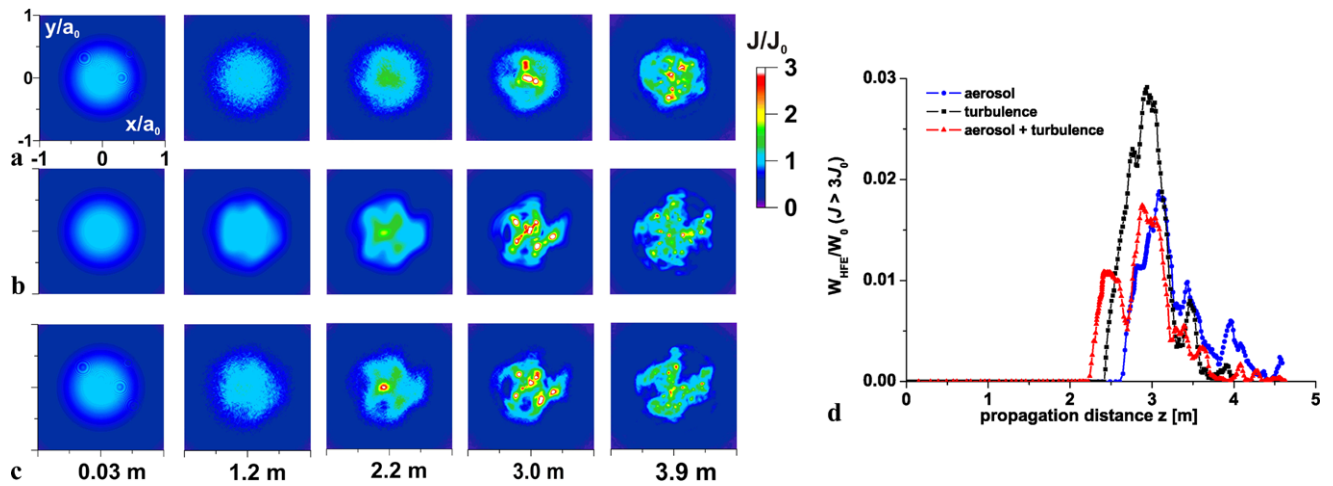 1
y/a0
0
x/a0
-1
a
-1 0 1
J/J0
3
2
1
0
b
c
0.03 m 1.2 m 2.2 m 3.0 m 3.9 m
aerosol
turbulence
aerosol + turbulence
WHFE/W0 (J > 3J0)
0.03
0.02
0.01
0.00
0 1 2 3 4 5
propagation distance z [m]
d